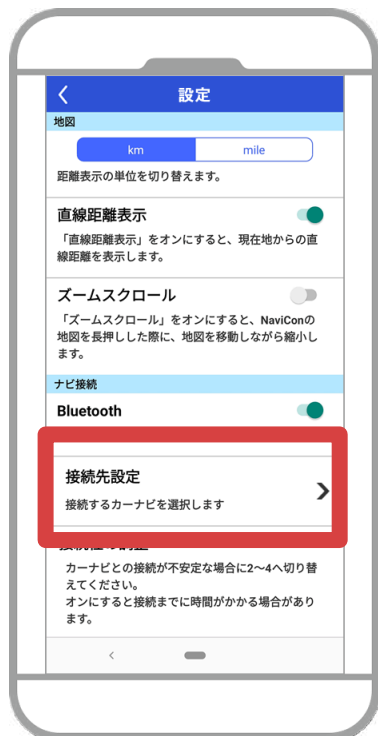 設定
地図
km mile
距離表示の単位を切り替えます。
直線距離表示
「直線距離表示」をオンにすると、現在地からの直
線距離を表示します。
ズームスクロール
「ズームスクロール」をオンにすると、NaviConの
地図を長押しした際に、地図を移動しながら縮小し
ます。
ナビ接続
Bluetooth
接続先設定
接続するカーナビを選択します
カーナビとの接続が不安定な場合に2〜4へ切り替
えてください。
オンにすると接続までに時間がかかる場合があり
ます。